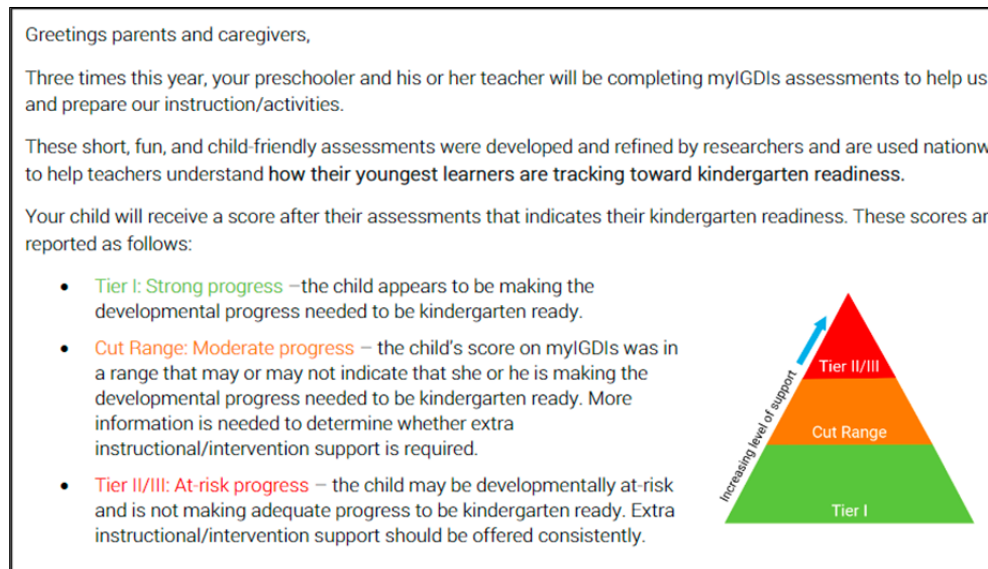 Greetings parents and caregivers,
Three times this year, your preschooler and his or her teacher will be completing myIGDIs assessments to help us
and prepare our instruction/activities.
These short, fun, and child-friendly assessments were developed and refined by researchers and are used nationw
to help teachers understand how their youngest learners are tracking toward kindergarten readiness.
Your child will receive a score after their assessments that indicates their kindergarten readiness. These scores ar
reported as follows:
• Tier I: Strong progress –the child appears to be making the
developmental progress needed to be kindergarten ready.
• Cut Range: Moderate progress – the child's score on myIGDIs was in
a range that may or may not indicate that she or he is making the
developmental progress needed to be kindergarten ready. More
information is needed to determine whether extra
instructional/intervention support is required.
• Tier II/III: At-risk progress – the child may be developmentally at-risk
and is not making adequate progress to be kindergarten ready. Extra
instructional/intervention support should be offered consistently.
Increasing level of support
Tier II/III
Cut Range
Tier I